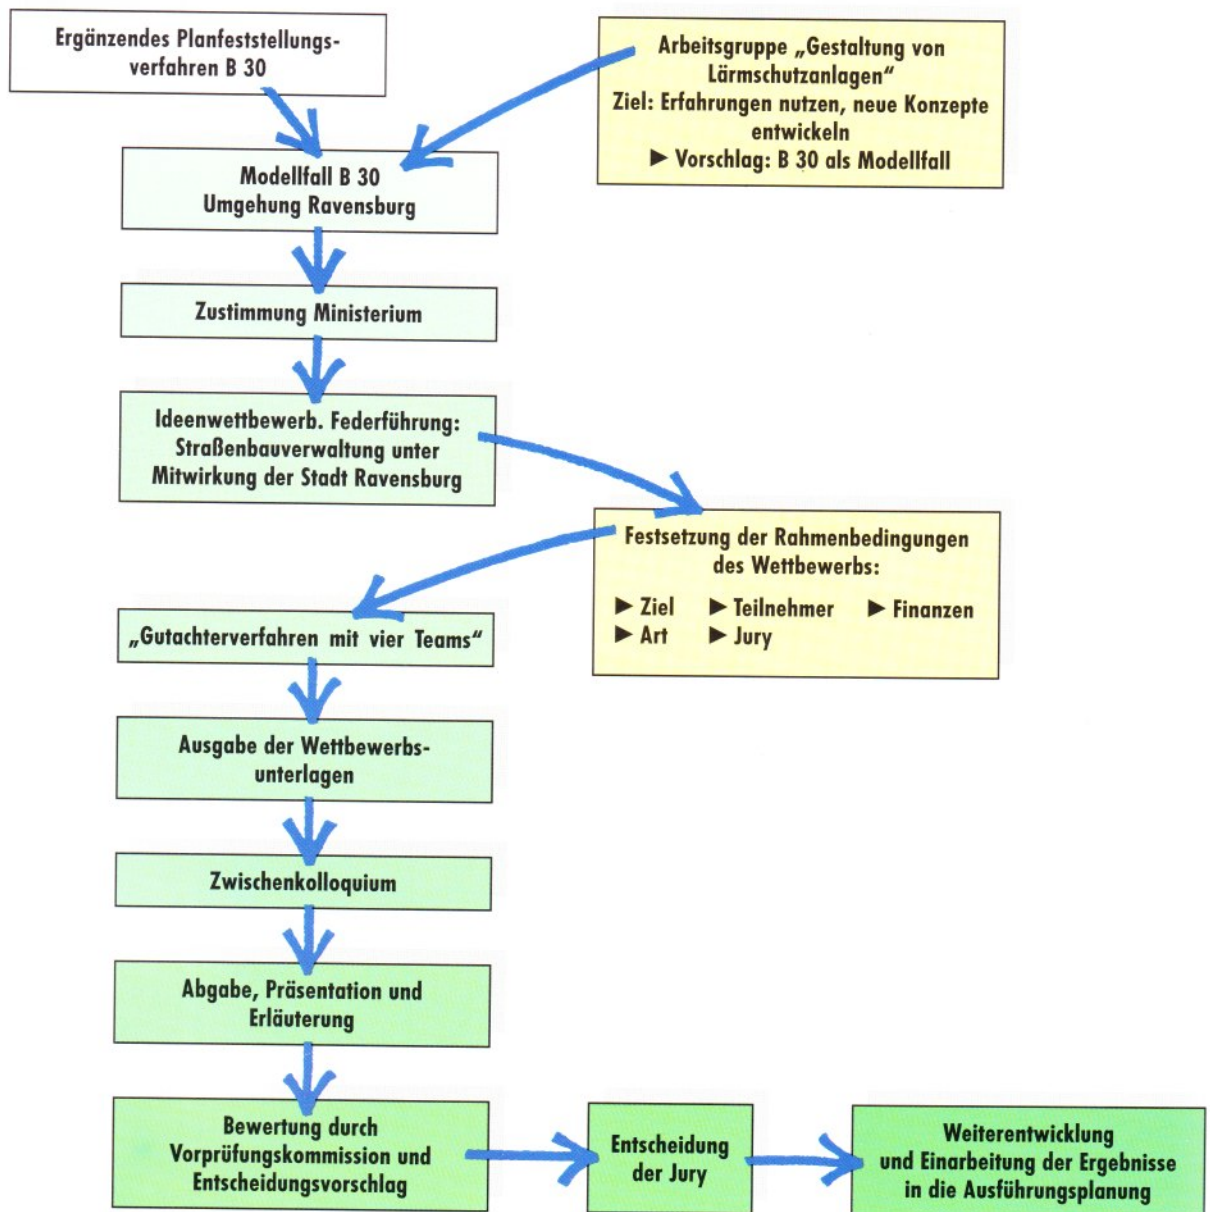 Ergänzendes Planfeststellungs-
verfahren B 30
Arbeitsgruppe „Gestaltung von
Lärmschutzanlagen“
Ziel: Erfahrungen nutzen, neue Konzepte
entwickeln
► Vorschlag: B 30 als Modellfall
Modellfall B 30
Umgehung Ravensburg
Zustimmung Ministerium
Ideenwettbewerb. Federführung:
Straßenbauverwaltung unter
Mitwirkung der Stadt Ravensburg
Festsetzung der Rahmenbedingungen
des Wettbewerbs:
► Ziel ► Teilnehmer ► Finanzen
► Art ► Jury
„Gutachterverfahren mit vier Teams“
Ausgabe der Wettbewerbs-
unterlagen
Zwischenkolloquium
Abgabe, Präsentation und
Erläuterung
Bewertung durch
Vorprüfungskommission und
Entscheidungsvorschlag
Entscheidung
der Jury
Weiterentwicklung
und Einarbeitung der Ergebnisse
in die Ausführungsplanung